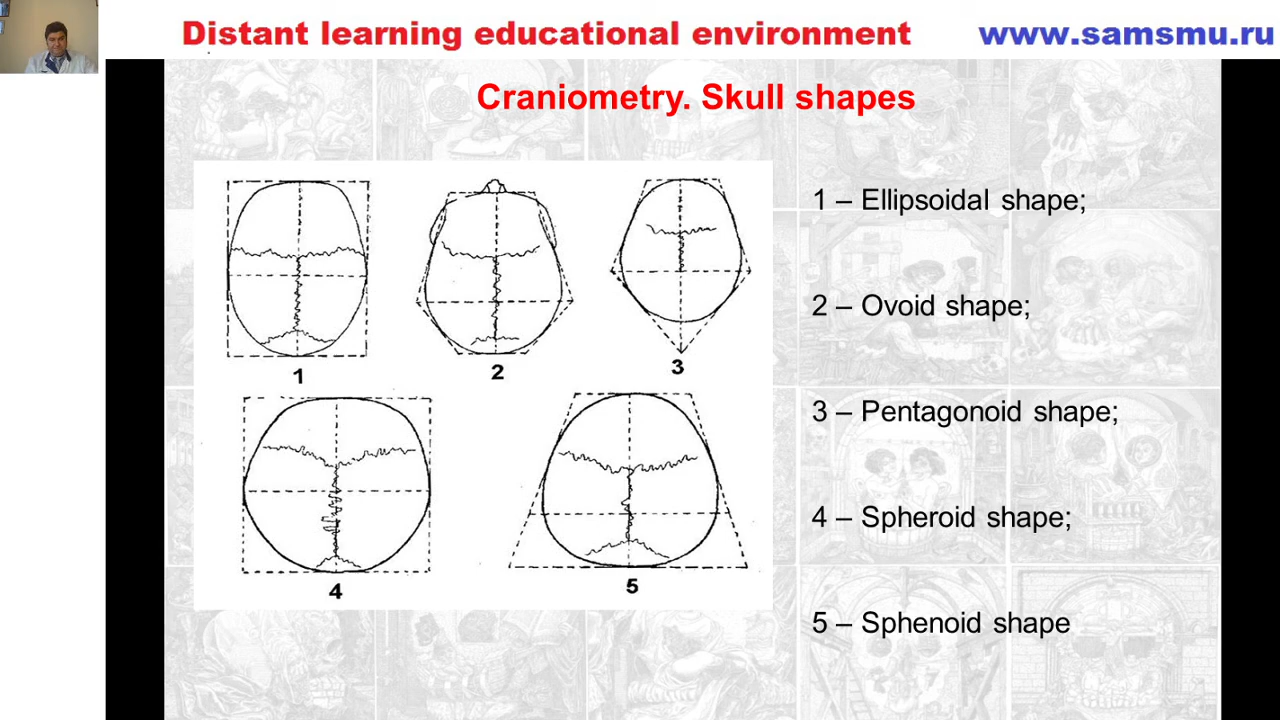 Distant learning educational environment
www.samsmu.ru
Craniometry. Skull shapes
1 – Ellipsoidal shape;
2 – Ovoid shape;
3 – Pentagonoid shape;
4 – Spheroid shape;
5 – Sphenoid shape
1
2
3
4
5